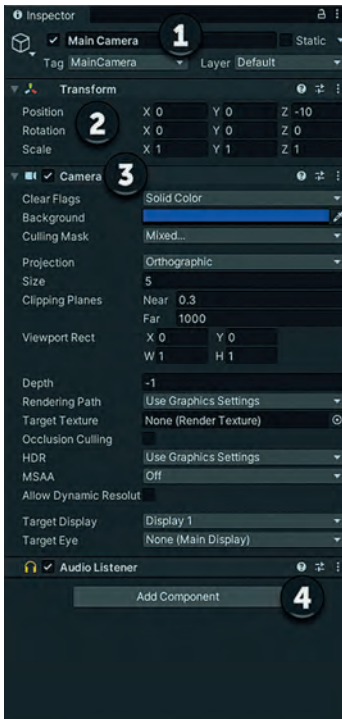 Inspector
Main Camera 1 Static
Tag MainCamera Layer Default
Transform
Position X 0 Y 0 Z -10
Rotation 2 X 0 Y 0 Z 0
Scale X 1 Y 1 Z 1
Camera 3
Clear Flags Solid Color
Background
Culling Mask Mixed...
Projection Orthographic
Size 5
Clipping Planes Near 0.3
Far 1000
Viewport Rect X 0 Y 0
W 1 H 1
Depth -1
Rendering Path Use Graphics Settings
Target Texture None (Render Texture)
Occlusion Culling
HDR Use Graphics Settings
MSAA Off
Allow Dynamic Resolut
Target Display Display 1
Target Eye None (Main Display)
Audio Listener
Add Component 4